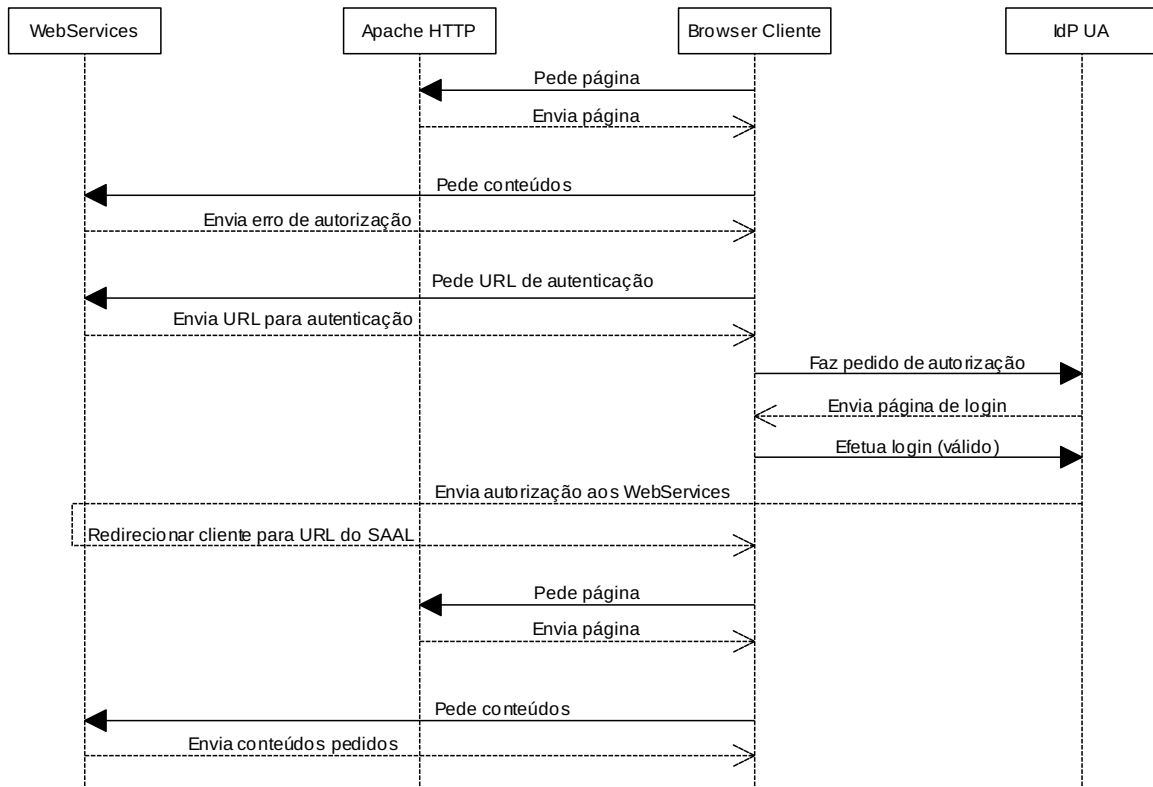 WebServices
Apache HTTP
Browser Cliente
IdP UA
Pede página
Envia página
Pede conteúdos
Envia erro de autorização
Pede URL de autenticação
Envia URL para autenticação
Faz pedido de autorização
Envia página de login
Efetua login (válido)
Envia autorização aos WebServices
Redirecionar cliente para URL do SAAL
Pede página
Envia página
Pede conteúdos
Envia conteúdos pedidos